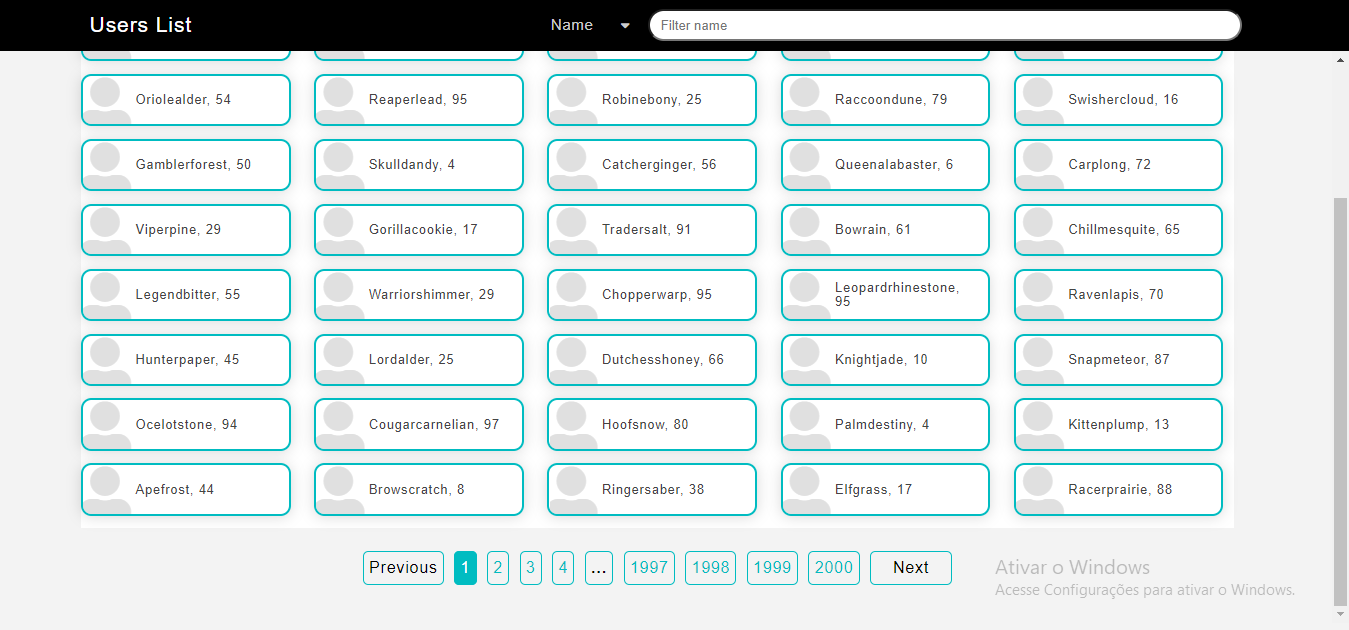 Users List Name Filter name
Oriolealder, 54 Reaperlead, 95 Robinebony, 25 Raccoondune, 79 Swishercloud, 16
Gamblerforest, 50 Skulldandy, 4 Catcherginger, 56 Queenalabaster, 6 Carplong, 72
Viperpine, 29 Gorillacookie, 17 Tradersalt, 91 Bowrain, 61 Chillmesquite, 65
Legendbitter, 55 Warriorshimmer, 29 Chopperwarp, 95 Leopardrhinestone, 95 Ravenlapis, 70
Hunterpaper, 45 Lordalder, 25 Dutchesshoney, 66 Knightjade, 10 Snapmeteor, 87
Ocelotstone, 94 Cougarcarnelian, 97 Hoofsnow, 80 Palmdestiny, 4 Kittenplump, 13
Apefrost, 44 Browscratch, 8 Ringersaber, 38 Elfgrass, 17 Racerprairie, 88
Previous 1 2 3 4 ... 1997 1998 1999 2000 Next
Ativar o Windows
Acesse Configurações para ativar o Windows.